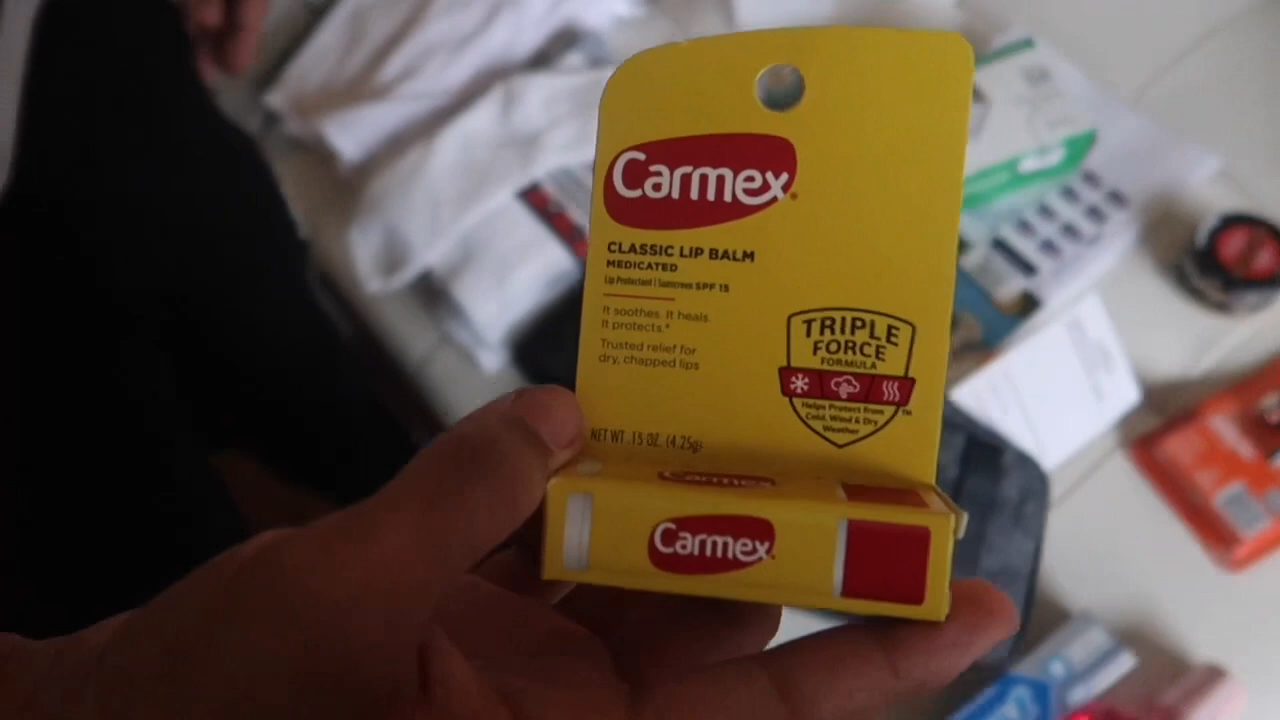 Carmex
CLASSIC LIP BALM
MEDICATED
Lip Protectant | Sunscreen SPF 15
It soothes. It heals.
It protects.*
Trusted relief for
dry, chapped lips
TRIPLE
FORCE
FORMULA
Helps Protect from
Cold, Wind & Dry
Weather
TM
NET WT .15 OZ. (4.25g)
Carmex
Carmex